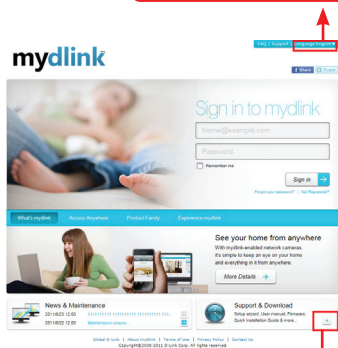 FAQ | Support | Language:English
mydlink
Share
Tweet
Sign in to mydlink
Name@example.com
Password
Remember me
Sign in
Forgot your password? | Not Registered?
What's mydlink
Access Anywhere
Product Family
Experience mydlink
See your home from anywhere
With mydlink-enabled network cameras,
it's simple to keep an eye on your home
and everything in it from anywhere.
More Details
News & Maintenance
2011/8/22 12:00
2011/8/22 12:00
Support & Download
Setup wizard, User manual, Firmware,
Quick Installation Guide & more...
Global D-Link | About mydlink | Terms of Use | Privacy Policy | Contact Us
Copyright©2008-2011 D-Link Corp. All rights reserved.